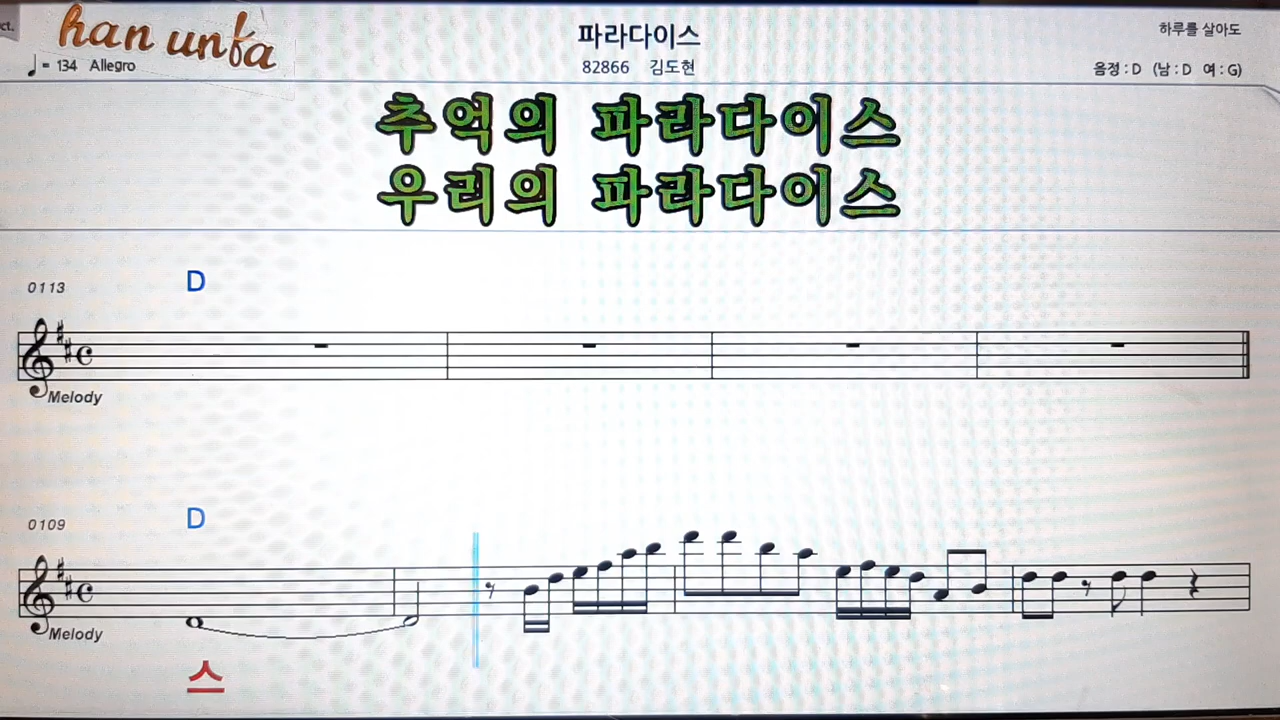 ct.
han unfa
♩= 134 Allegro
파라다이스
82866 김도현
하루를 살아도
음정 : D (남 : D 여 : G)
추억의 파라다이스
우리의 파라다이스
0113
D
Melody
0109
D
Melody
스